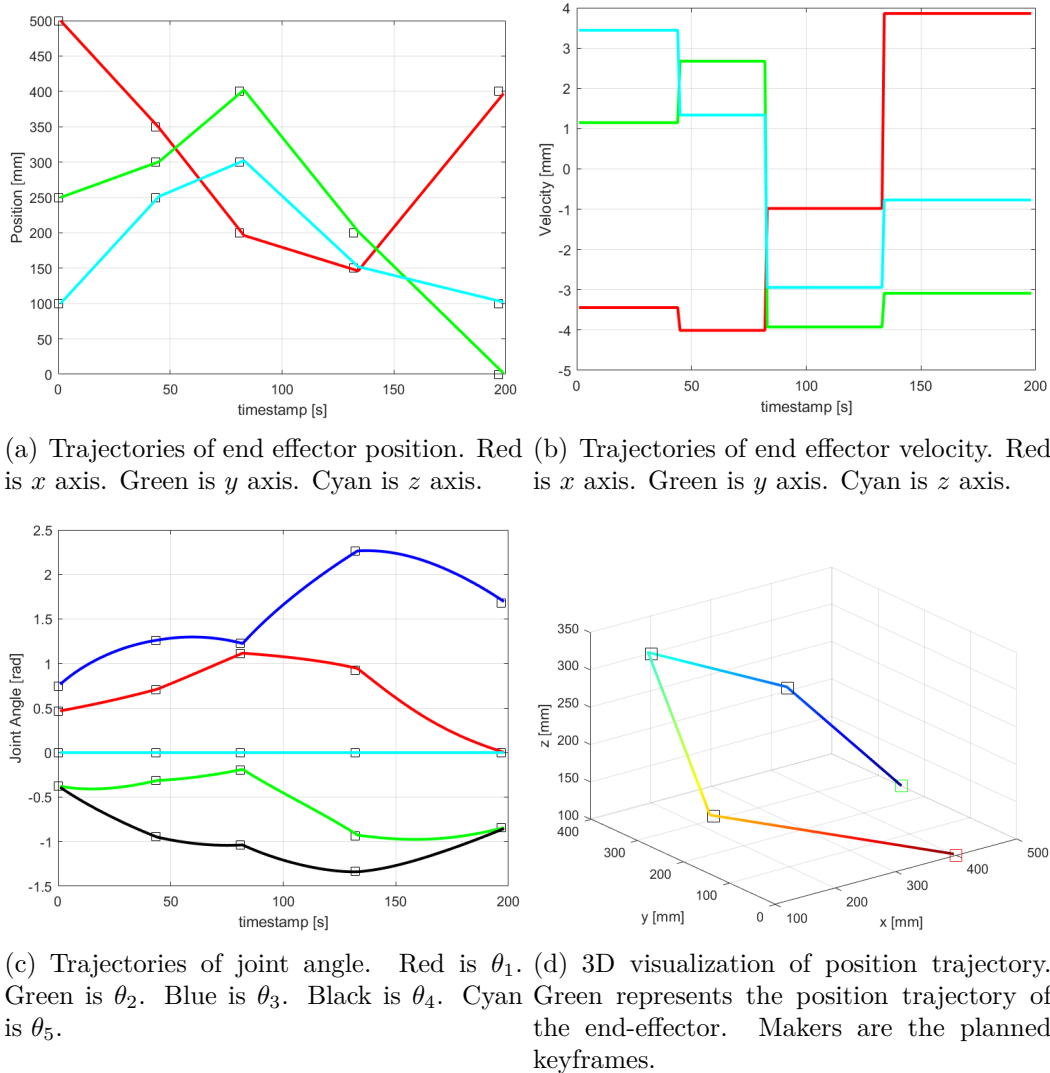 500
450
400
350
300
250
200
150
100
50
0
Position [mm]
0 50 100 150 200
timestamp [s]
4
3
2
1
0
-1
-2
-3
-4
-5
Velocity [mm]
0 50 100 150 200
timestamp [s]
(a) Trajectories of end effector position. Red
is x axis. Green is y axis. Cyan is z axis.
(b) Trajectories of end effector velocity. Red
is x axis. Green is y axis. Cyan is z axis.
2.5
2
1.5
1
0.5
0
-0.5
-1
-1.5
Joint Angle [rad]
0 50 100 150 200
timestamp [s]
350
300
250
200
150
100
z [mm]
400
300
200
100
0
y [mm]
100
200
300
400
500
x [mm]
(c) Trajectories of joint angle. Red is θ₁.
Green is θ₂. Blue is θ₃. Black is θ₄. Cyan
is θ₅.
(d) 3D visualization of position trajectory.
Green represents the position trajectory of
the end-effector. Makers are the planned
keyframes.